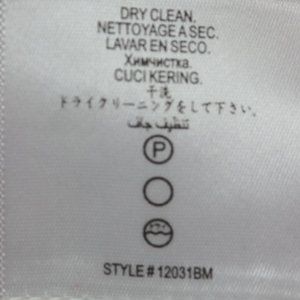 DRY CLEAN.
NETTOYAGE A SEC.
LAVAR EN SECO.
Химчистка.
CUCI KERING.
干洗
ドライクリーニングをして下さい。
تنظيف جاف
P
STYLE # 12031BM